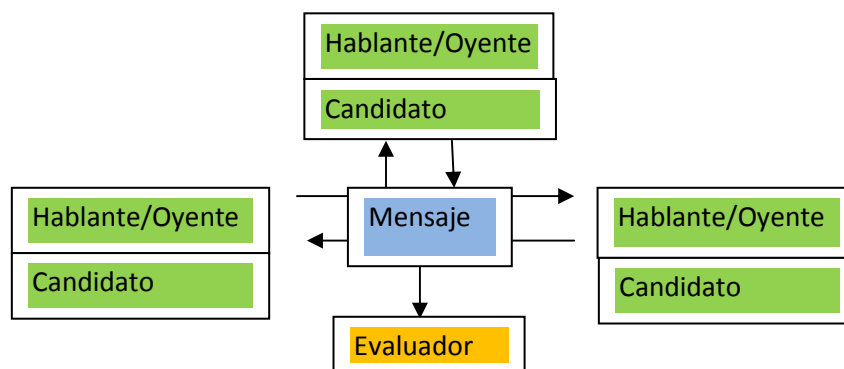 Hablante/Oyente
Candidato
Hablante/Oyente
Candidato
Mensaje
Hablante/Oyente
Candidato
Evaluador